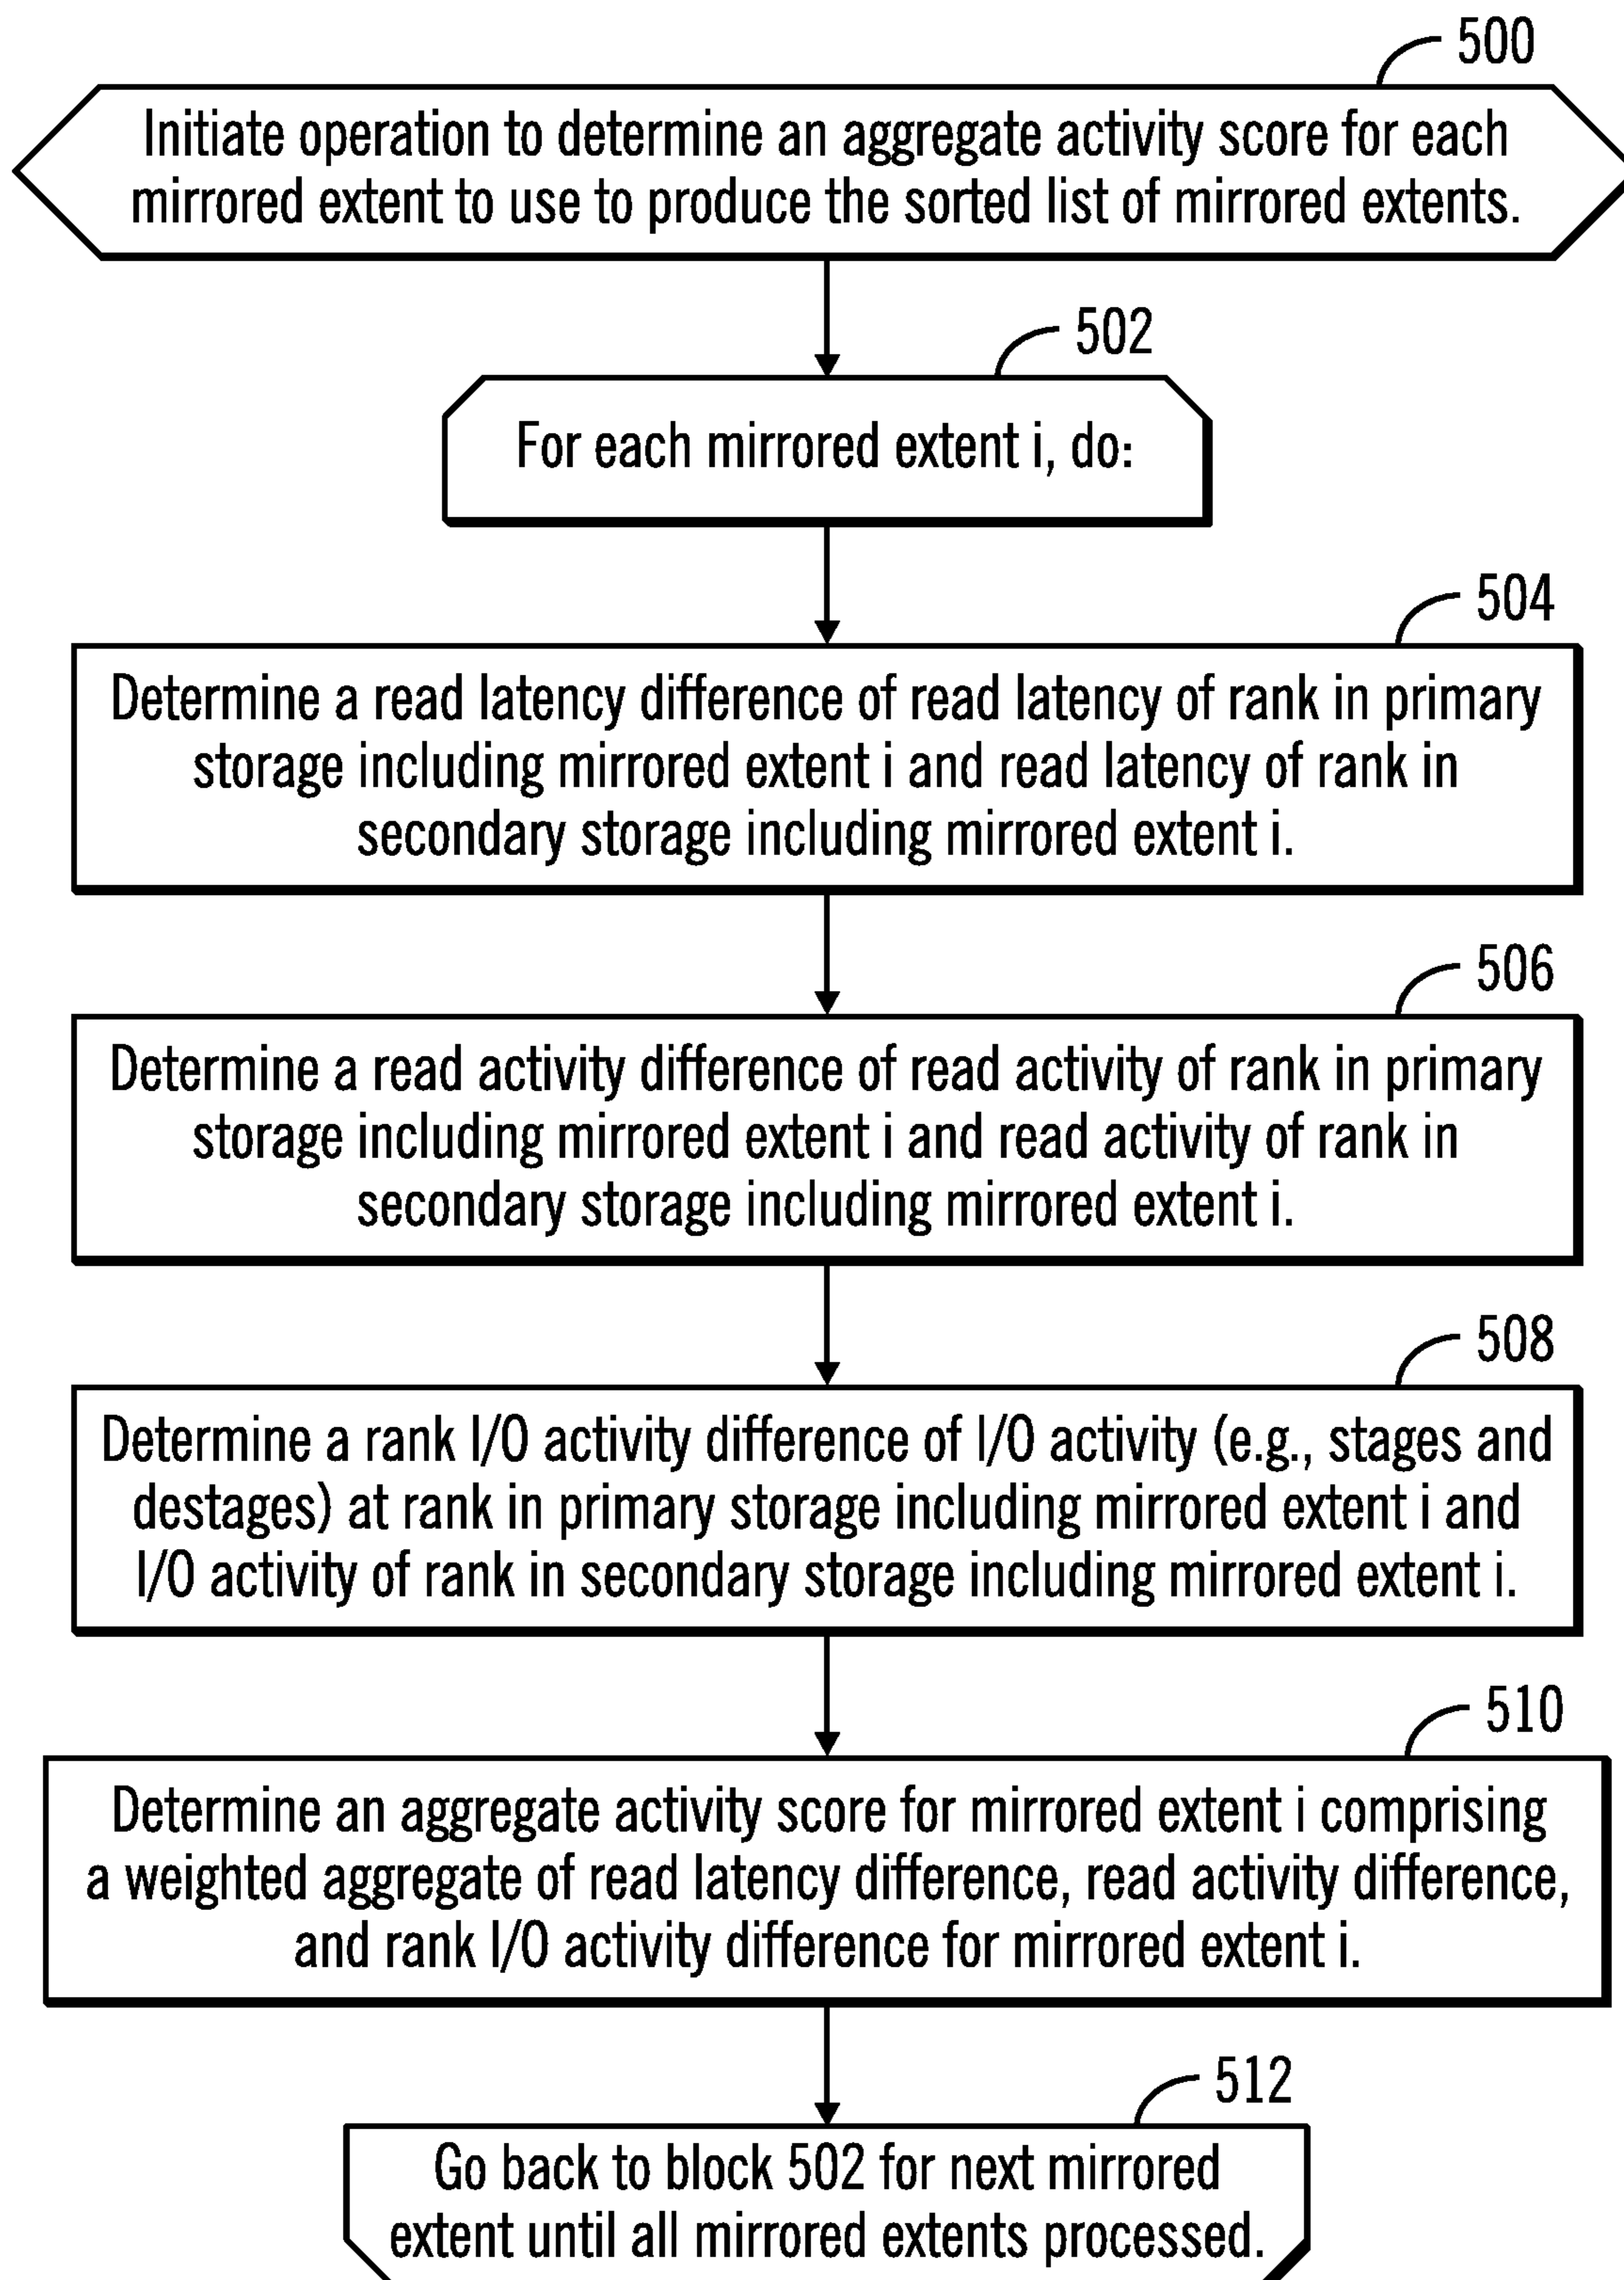 500
Initiate operation to determine an aggregate activity score for each
mirrored extent to use to produce the sorted list of mirrored extents.
502
For each mirrored extent i, do:
504
Determine a read latency difference of read latency of rank in primary
storage including mirrored extent i and read latency of rank in
secondary storage including mirrored extent i.
506
Determine a read activity difference of read activity of rank in primary
storage including mirrored extent i and read activity of rank in
secondary storage including mirrored extent i.
508
Determine a rank I/O activity difference of I/O activity (e.g., stages and
destages) at rank in primary storage including mirrored extent i and
I/O activity of rank in secondary storage including mirrored extent i.
510
Determine an aggregate activity score for mirrored extent i comprising
a weighted aggregate of read latency difference, read activity difference,
and rank I/O activity difference for mirrored extent i.
512
Go back to block 502 for next mirrored
extent until all mirrored extents processed.